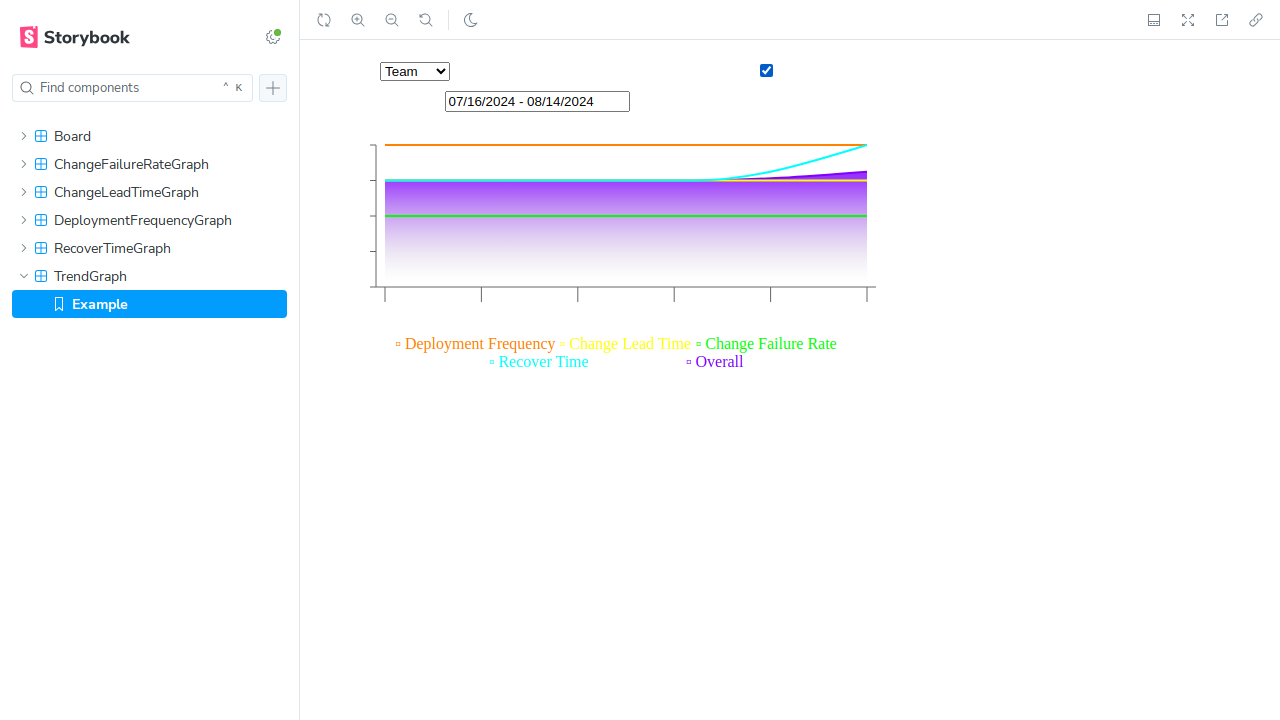 Storybook
Find components
^ K
Board
ChangeFailureRateGraph
ChangeLeadTimeGraph
DeploymentFrequencyGraph
RecoverTimeGraph
TrendGraph
Example
Team
07/16/2024 - 08/14/2024
Deployment Frequency Change Lead Time Change Failure Rate
Recover Time Overall